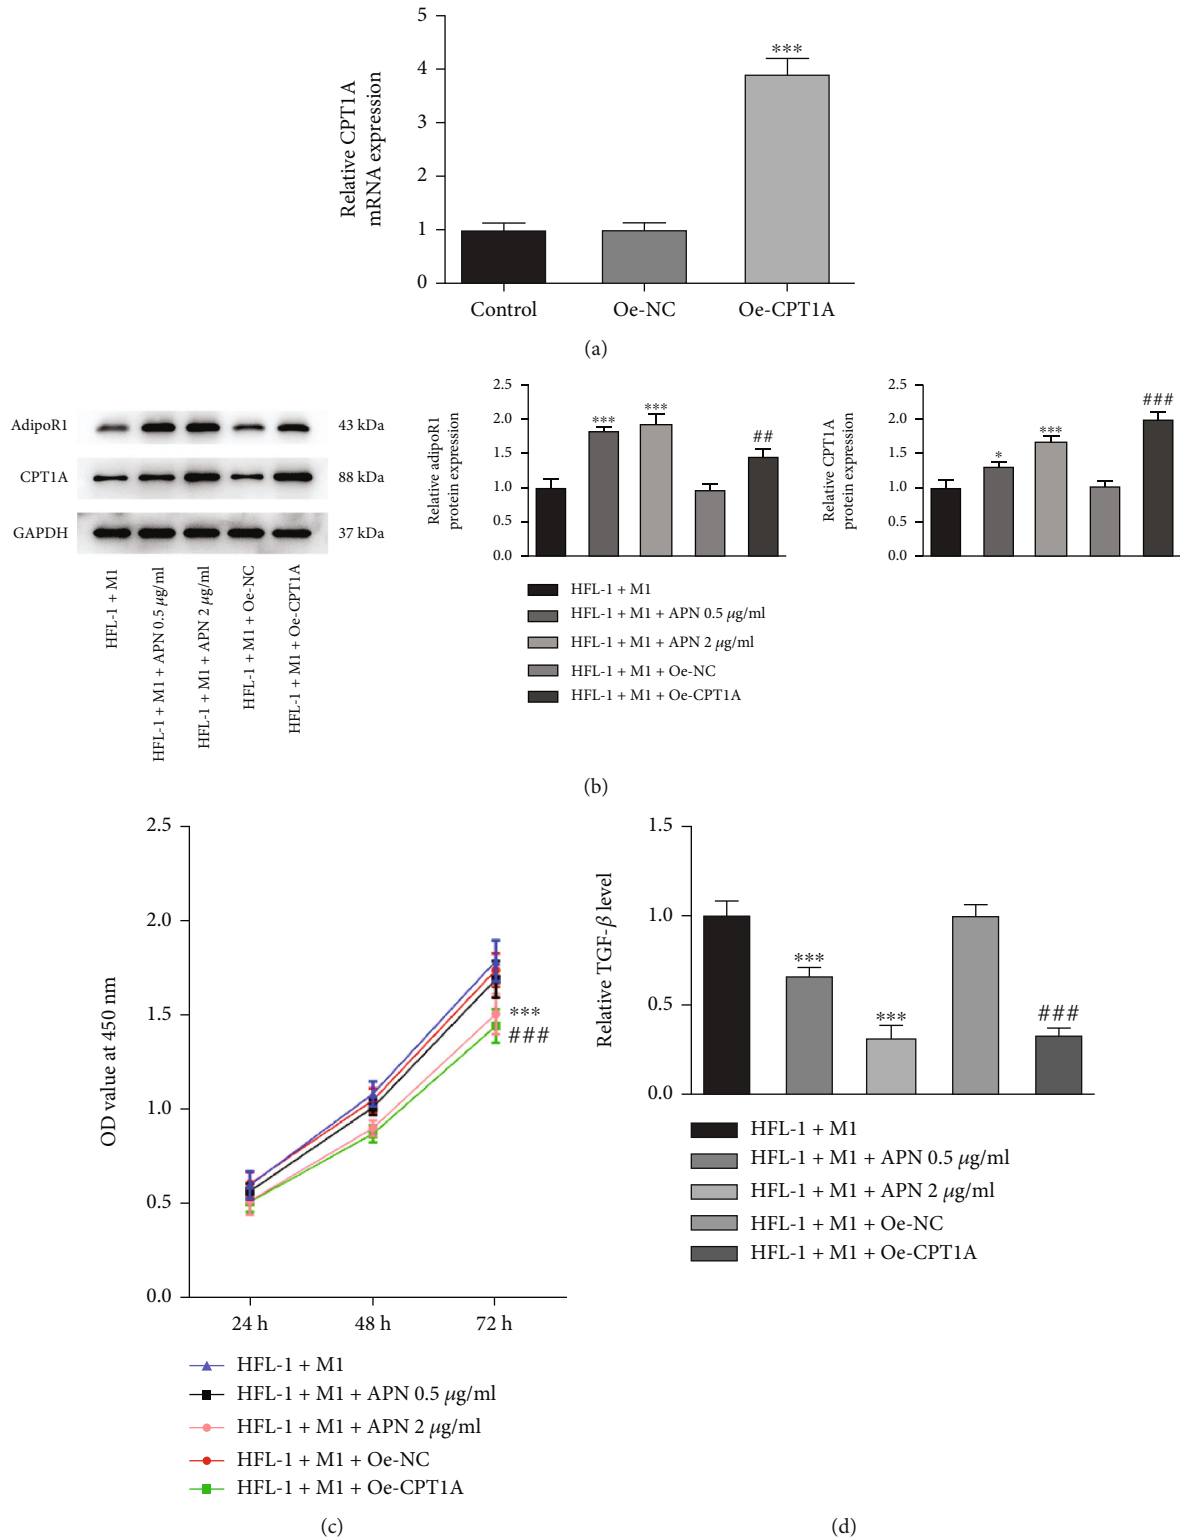 5
4
3
2
1
0
Relative CPT1A
mRNA expression
***
Control
Oe-NC
Oe-CPT1A
(a)
AdipoR1
43 kDa
CPT1A
88 kDa
GAPDH
37 kDa
HFL-1 + M1
HFL-1 + M1 + APN 0.5 μg/ml
HFL-1 + M1 + APN 2 μg/ml
HFL-1 + M1 + Oe-NC
HFL-1 + M1 + Oe-CPT1A
Relative adipoR1
protein expression
2.5
2.0
1.5
1.0
0.5
0.0
***
***
##
HFL-1 + M1
HFL-1 + M1 + APN 0.5 μg/ml
HFL-1 + M1 + APN 2 μg/ml
HFL-1 + M1 + Oe-NC
HFL-1 + M1 + Oe-CPT1A
Relative CPT1A
protein expression
2.5
2.0
1.5
1.0
0.5
0.0
*
***
###
(b)
OD value at 450 nm
2.5
2.0
1.5
1.0
0.5
0.0
***
###
24 h
48 h
72 h
HFL-1 + M1
HFL-1 + M1 + APN 0.5 μg/ml
HFL-1 + M1 + APN 2 μg/ml
HFL-1 + M1 + Oe-NC
HFL-1 + M1 + Oe-CPT1A
(c)
Relative TGF-β level
1.5
1.0
0.5
0.0
***
***
###
HFL-1 + M1
HFL-1 + M1 + APN 0.5 μg/ml
HFL-1 + M1 + APN 2 μg/ml
HFL-1 + M1 + Oe-NC
HFL-1 + M1 + Oe-CPT1A
(d)